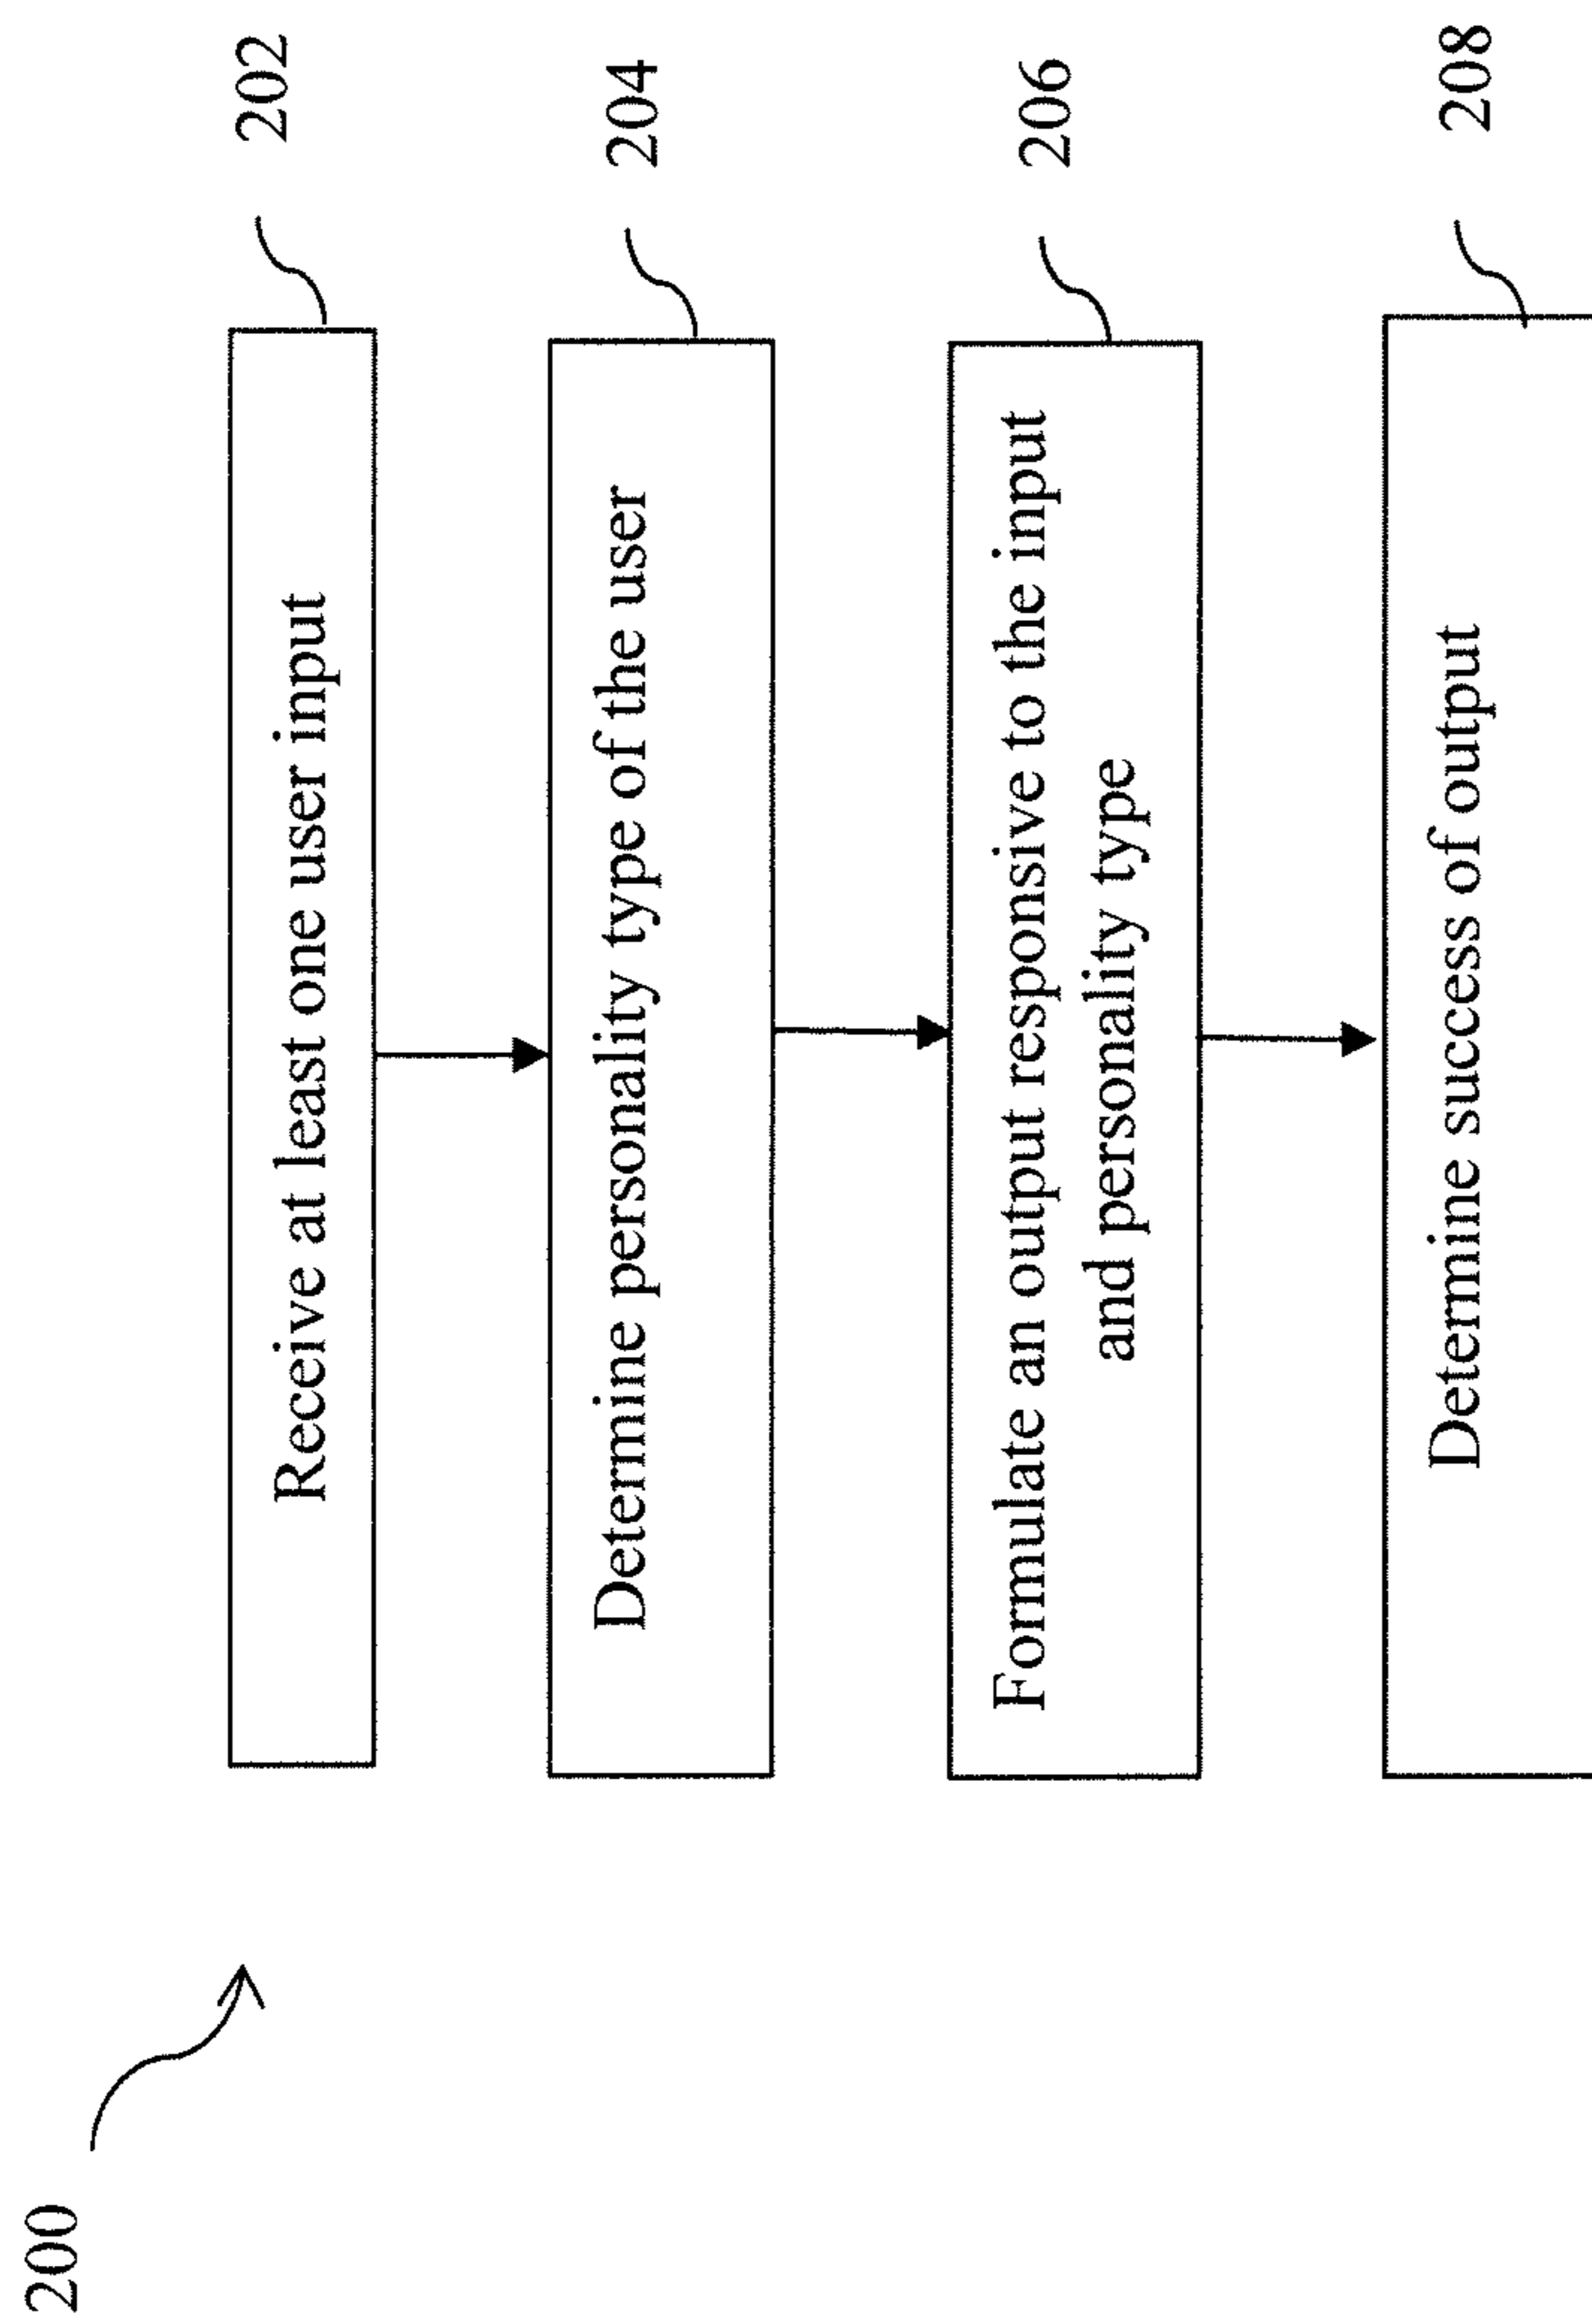 200
202
Receive at least one user input
204
Determine personality type of the user
206
Formulate an output responsive to the input
and personality type
208
Determine success of output